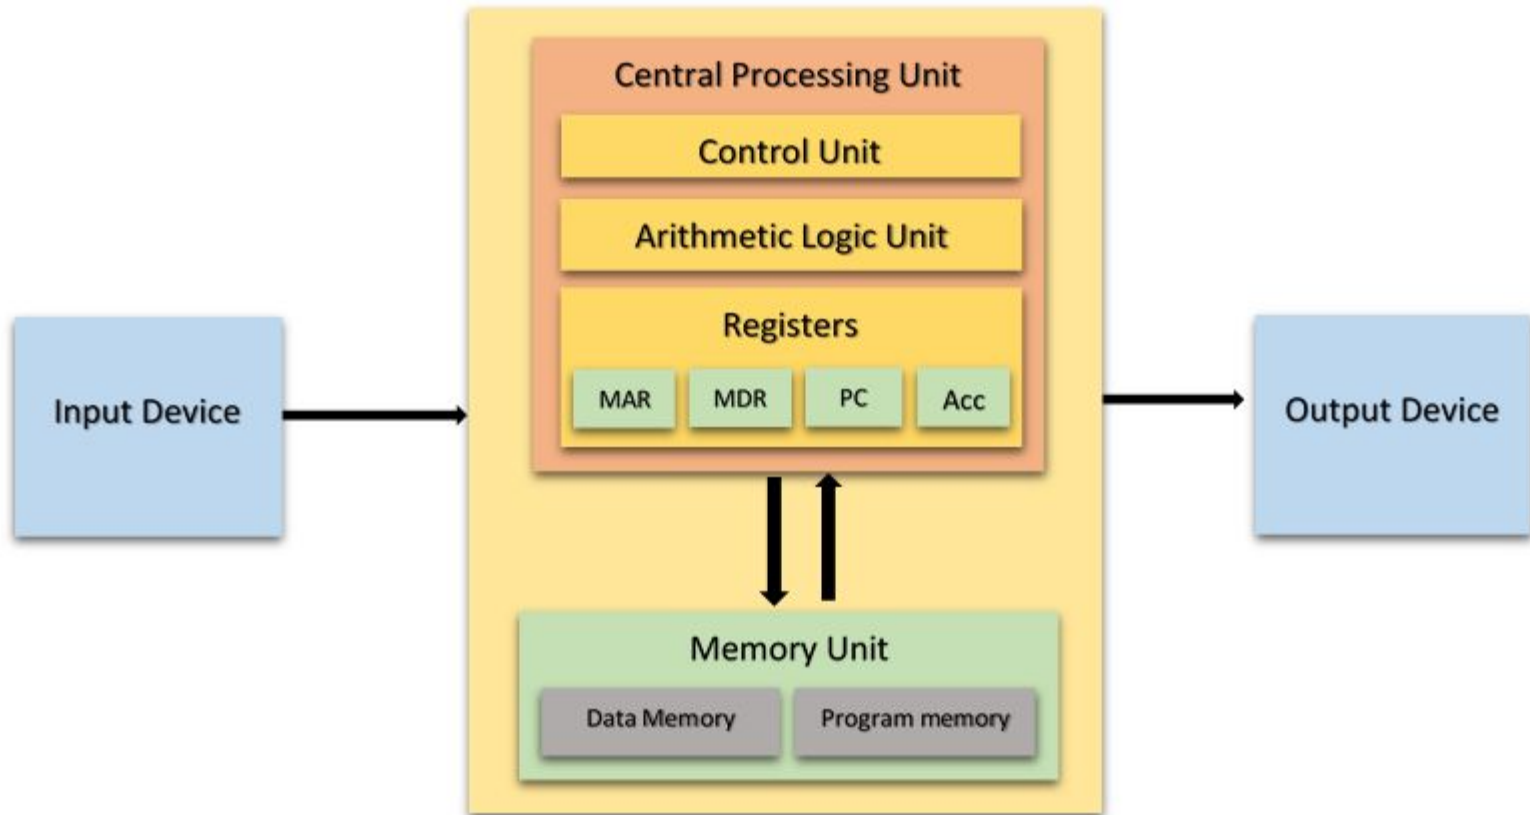 Central Processing Unit
Control Unit
Arithmetic Logic Unit
Registers
MAR
MDR
PC
Acc
Input Device
Output Device
Memory Unit
Data Memory
Program memory